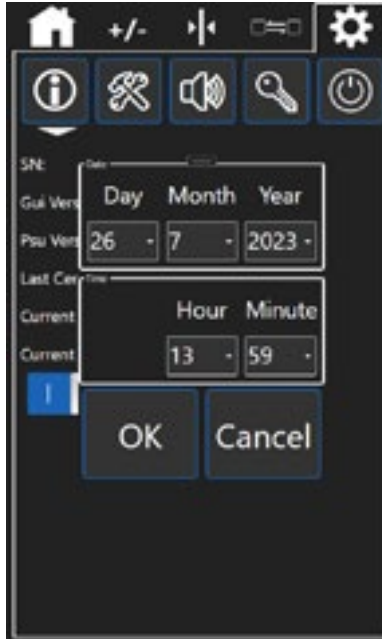 +/-
SN:
Date
Gui Vers
Day Month Year
Psu Vers
26 7 2023
Last Cer
Time
Current
Hour Minute
Current
13 59
OK Cancel